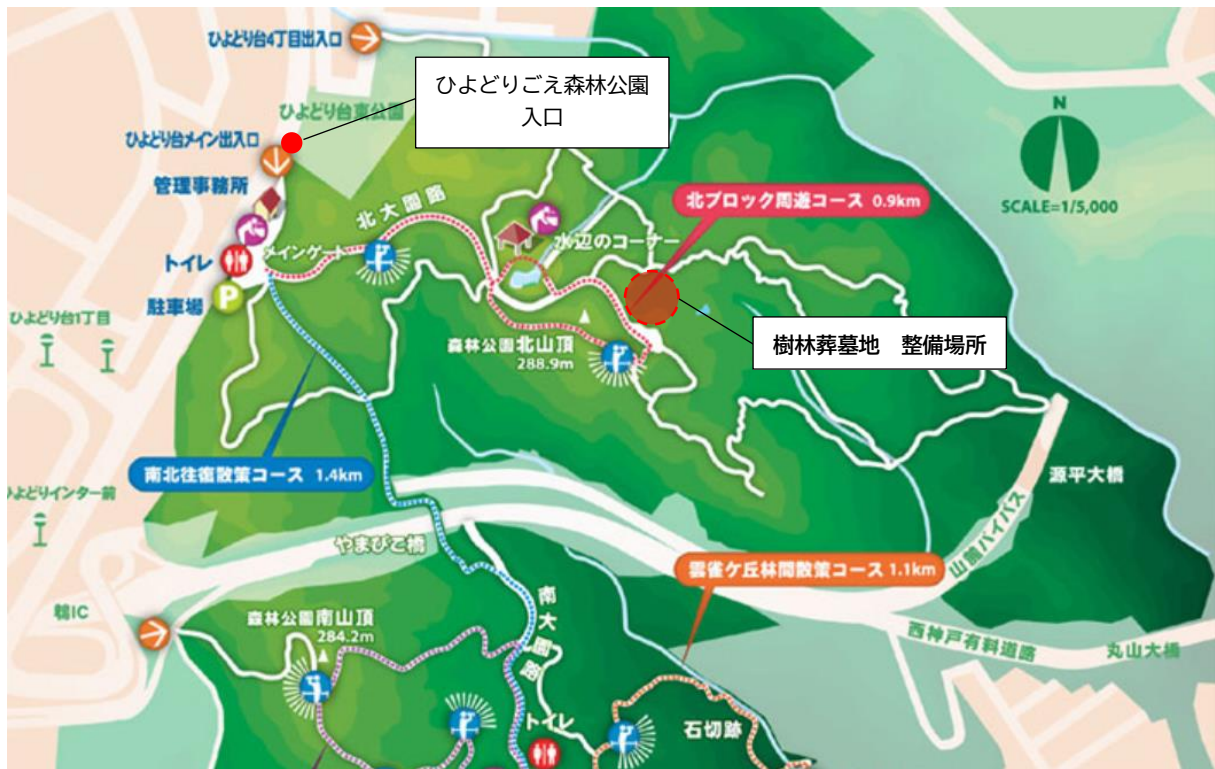 ひよどり台4丁目出入口
ひよどりごえ森林公園
入口
ひよどり台東公園
ひよどり台メイン出入口
管理事務所
北大園路
北ブロック周遊コース 0.9km
N
SCALE=1/5,000
水辺のコーナー
メインゲート
トイレ
P
駐車場
ひよどり台1丁目
森林公園北山頂
288.9m
樹林葬墓地　整備場所
南北往復散策コース 1.4km
ひよどりインター前
源平大橋
山麓バイパス
やまびこ橋
雲雀ケ丘林間散策コース 1.1km
鵯IC
森林公園南山頂
284.2m
南大園路
西神戸有料道路
丸山大橋
トイレ
石切跡